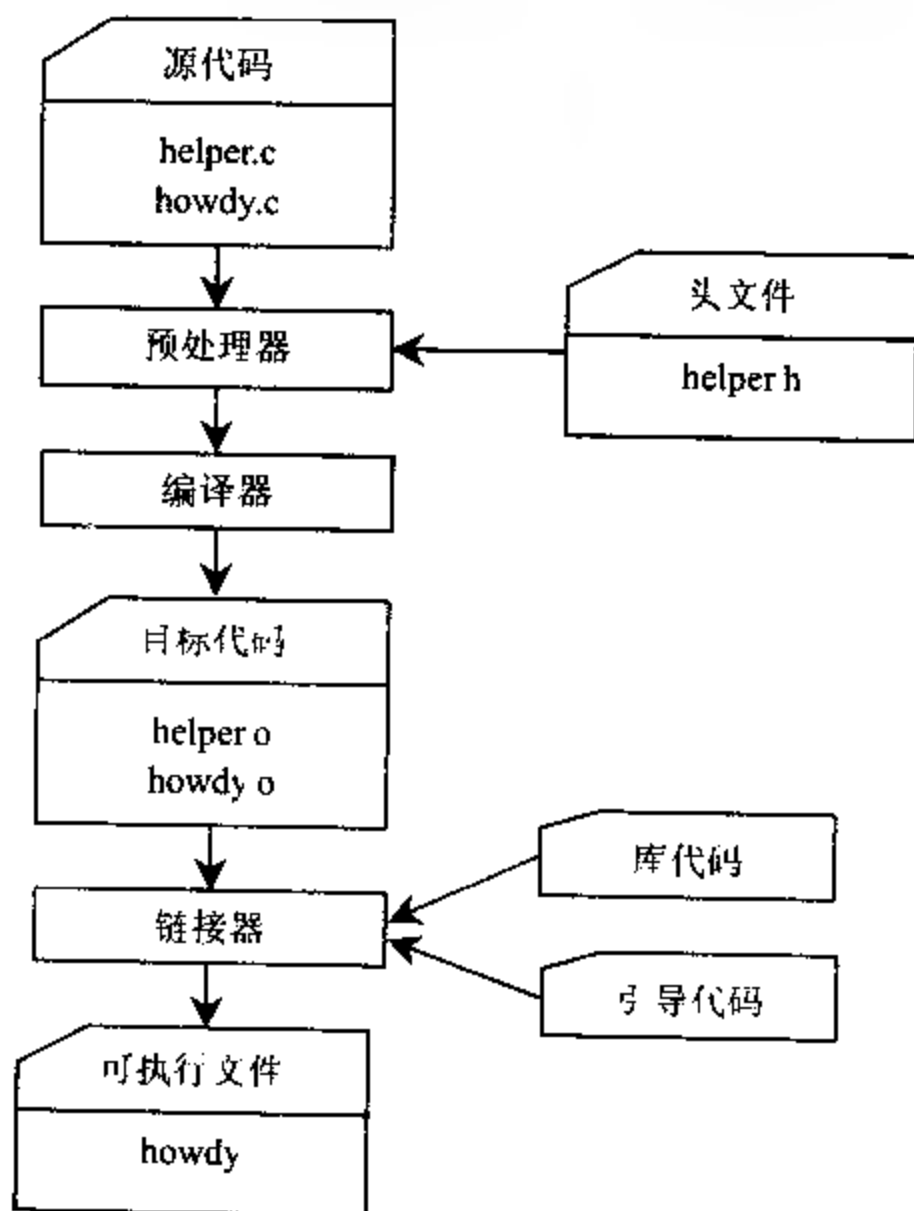 源代码
helper.c
howdy.c
预处理器
头文件
helper h
编译器
目标代码
helper o
howdy o
库代码
链接器
引导代码
可执行文件
howdy